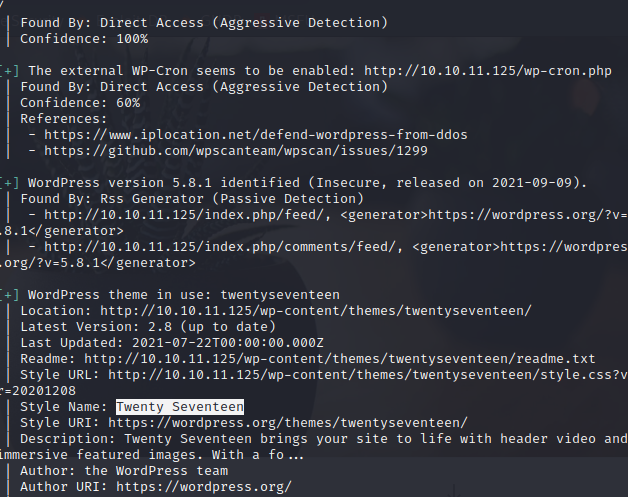 /
| Found By: Direct Access (Aggressive Detection)
| Confidence: 100%
[+] The external WP-Cron seems to be enabled: http://10.10.11.125/wp-cron.php
| Found By: Direct Access (Aggressive Detection)
| Confidence: 60%
| References:
|  - https://www.iplocation.net/defend-wordpress-from-ddos
|  - https://github.com/wpscanteam/wpscan/issues/1299
[+] WordPress version 5.8.1 identified (Insecure, released on 2021-09-09).
| Found By: Rss Generator (Passive Detection)
|  - http://10.10.11.125/index.php/feed/, <generator>https://wordpress.org/?v=
.8.1</generator>
|  - http://10.10.11.125/index.php/comments/feed/, <generator>https://wordpres
.org/?v=5.8.1</generator>
[+] WordPress theme in use: twentyseventeen
| Location: http://10.10.11.125/wp-content/themes/twentyseventeen/
| Latest Version: 2.8 (up to date)
| Last Updated: 2021-07-22T00:00:00.000Z
| Readme: http://10.10.11.125/wp-content/themes/twentyseventeen/readme.txt
| Style URL: http://10.10.11.125/wp-content/themes/twentyseventeen/style.css?v
r=20201208
| Style Name: Twenty Seventeen
| Style URI: https://wordpress.org/themes/twentyseventeen/
| Description: Twenty Seventeen brings your site to life with header video and
immersive featured images. With a fo...
| Author: the WordPress team
| Author URI: https://wordpress.org/